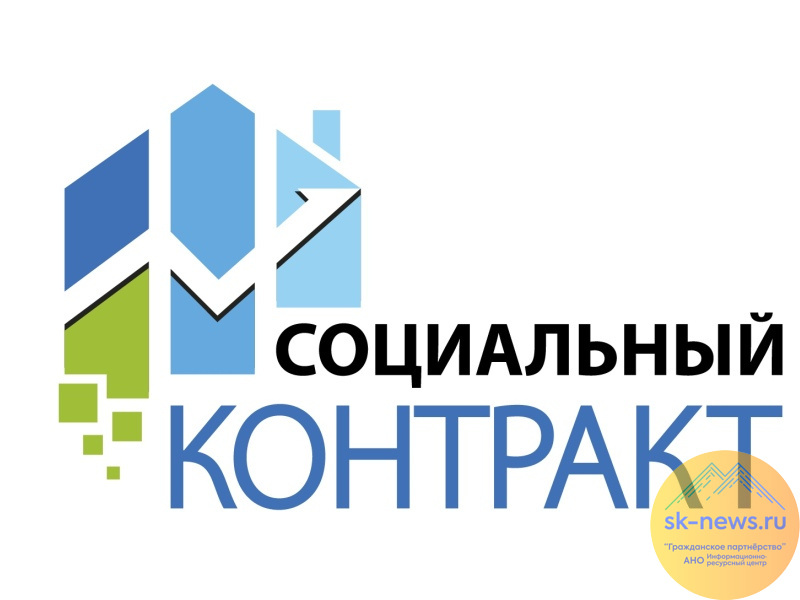 СОЦИАЛЬНЫЙ
КОНТРАКТ
sk-news.ru
"Гражданское партнёрство"
АНО Информационно-
ресурсный центр